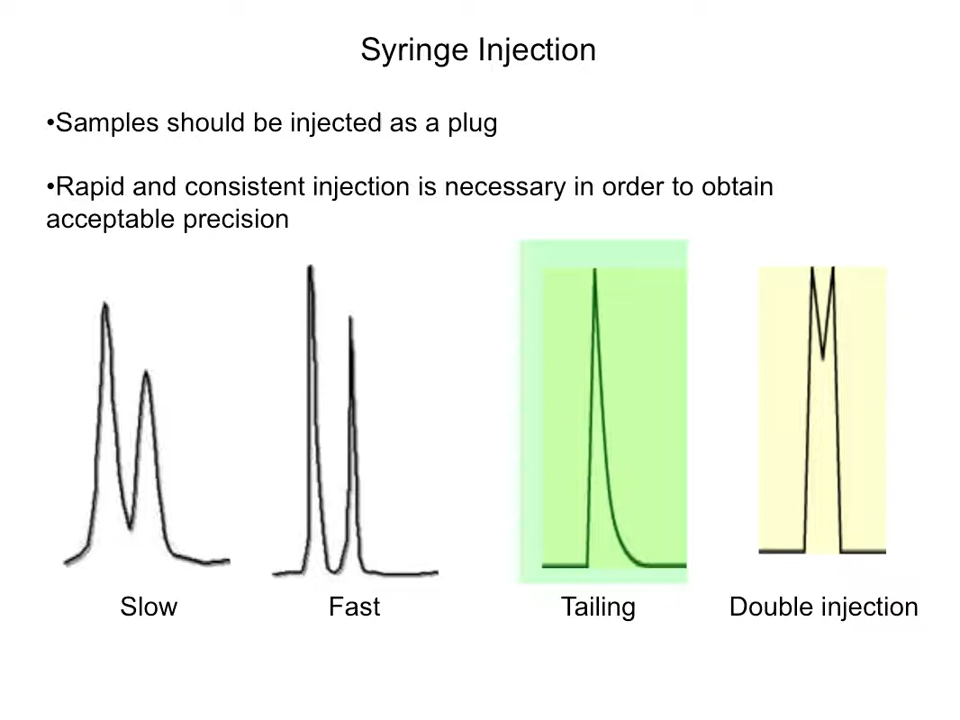 Syringe Injection
•Samples should be injected as a plug
•Rapid and consistent injection is necessary in order to obtain
acceptable precision
Slow Fast Tailing Double injection